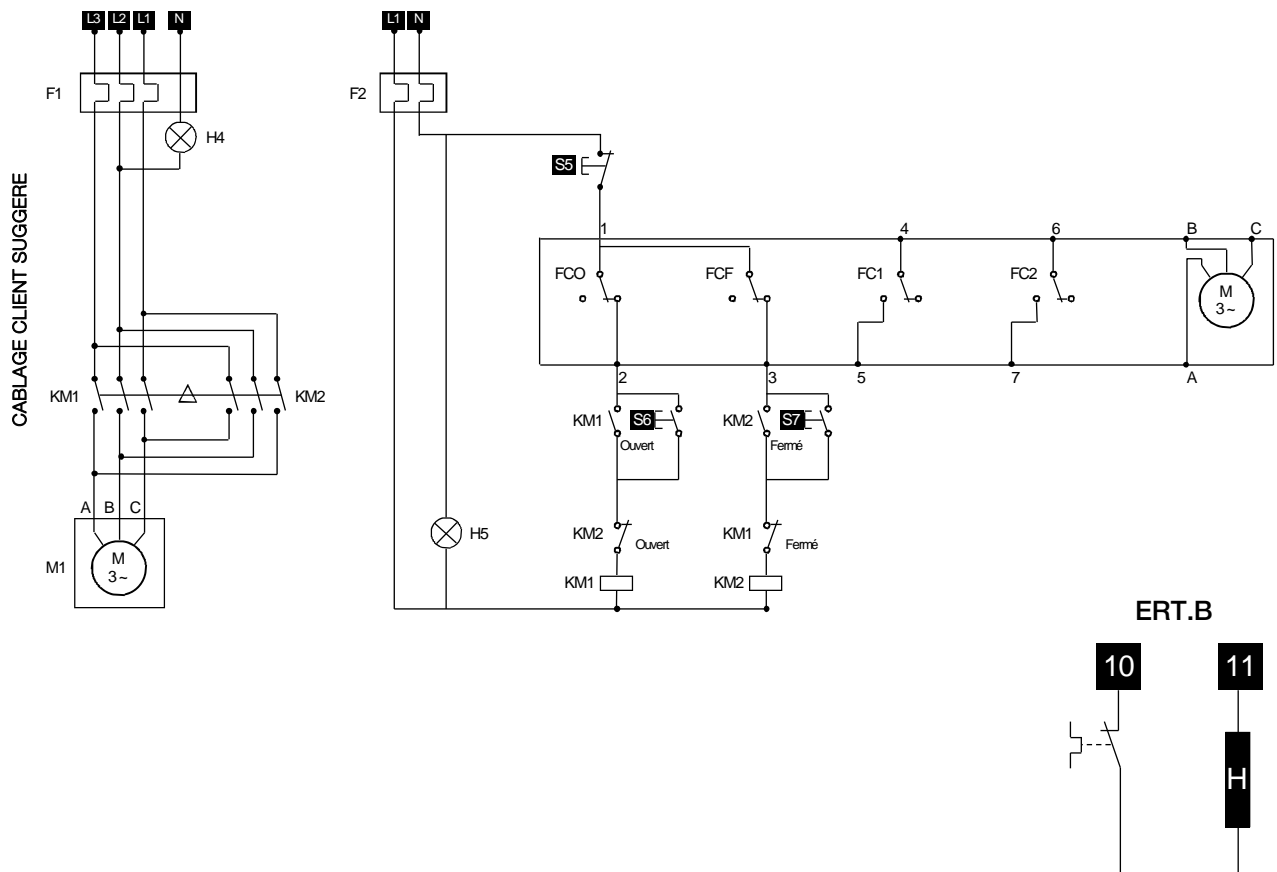 L3 L2 L1 N L1 N
F1 F2
H4
S5
CABLAGE CLIENT SUGGERE
1 4 6 B C
FCO FCF FC1 FC2
M
3~
KM1 KM2
2 3 5 7 A
KM1 S6 KM2 S7
Ouvert Fermé
A B C
H5 KM2 KM1
Ouvert Fermé
M1 M
3~
KM1 KM2
ERT.B
10 11
H